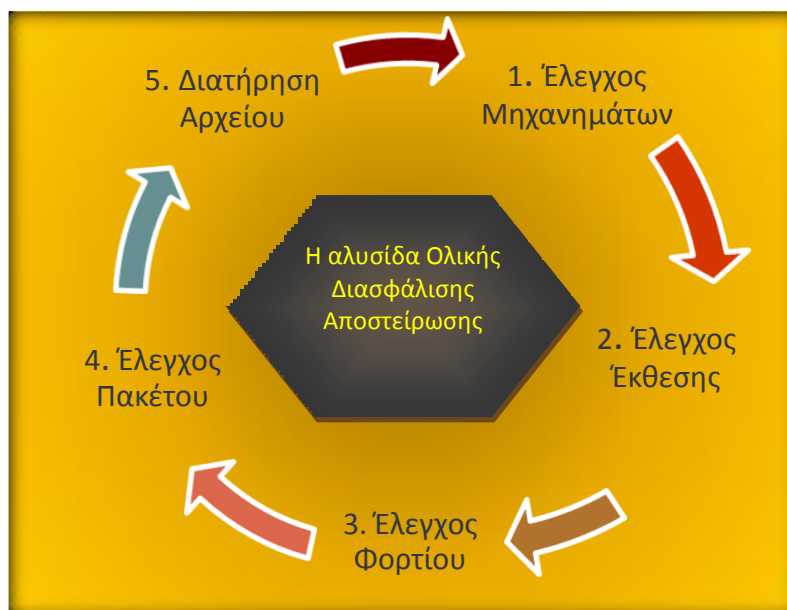 Η αλυσίδα Ολικής
Διασφάλισης
Αποστείρωσης
1. Έλεγχος
Μηχανημάτων
2. Έλεγχος
Έκθεσης
3. Έλεγχος
Φορτίου
4. Έλεγχος
Πακέτου
5. Διατήρηση
Αρχείου